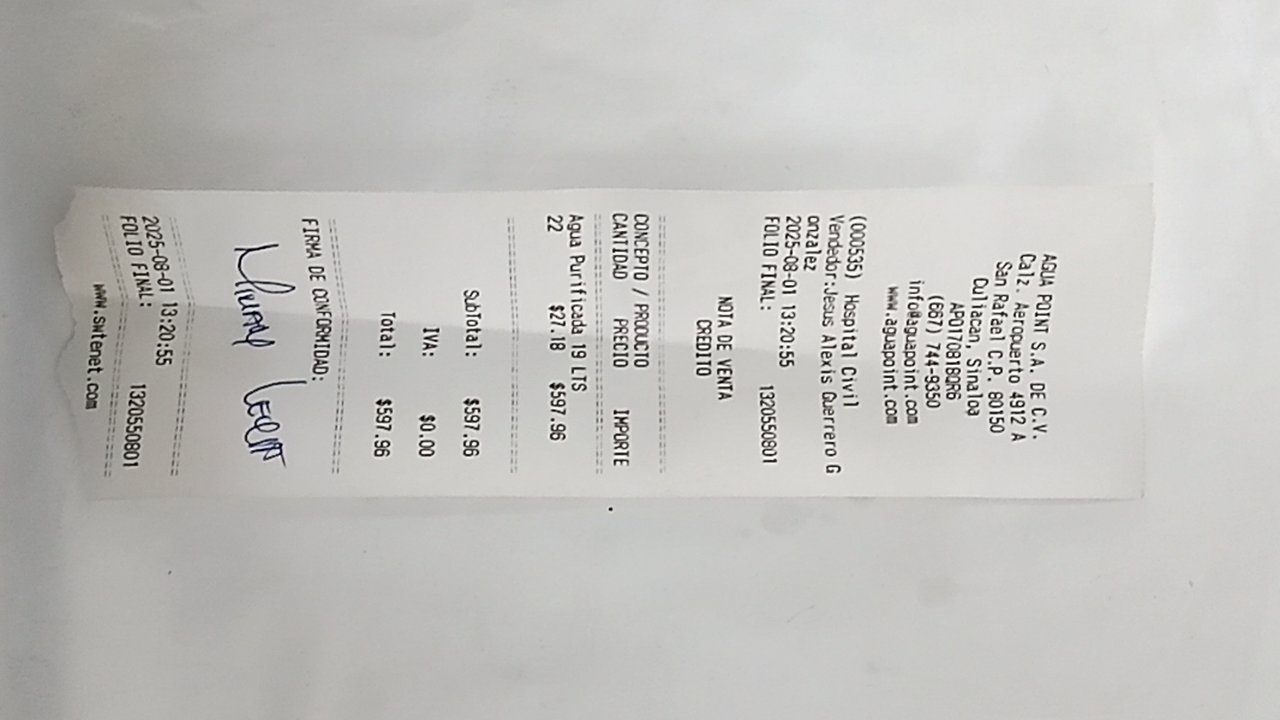 AGUA POINT S.A. DE C.V.
Calz. Aeropuerto 4912 A
San Rafael C.P. 80150
Culiacan, Sinaloa
APO170818QR6
(667) 744-9350
info@aguapoint.com
www.aguapoint.com
(000535) Hospital Civil
Vendedor:Jesus Alexis Guerrero G
onzalez
2025-08-01 13:20:55
FOLIO FINAL: 1320550801
NOTA DE VENTA
CREDITO
CONCEPTO / PRODUCTO
CANTIDAD PRECIO IMPORTE
Agua Purificada 19 LTS
22 $27.18 $597.96
SubTotal: $597.96
IVA: $0.00
Total: $597.96
FIRMA DE CONFORMIDAD:
2025-08-01 13:20:55
FOLIO FINAL: 1320550801
www.swtenet.com